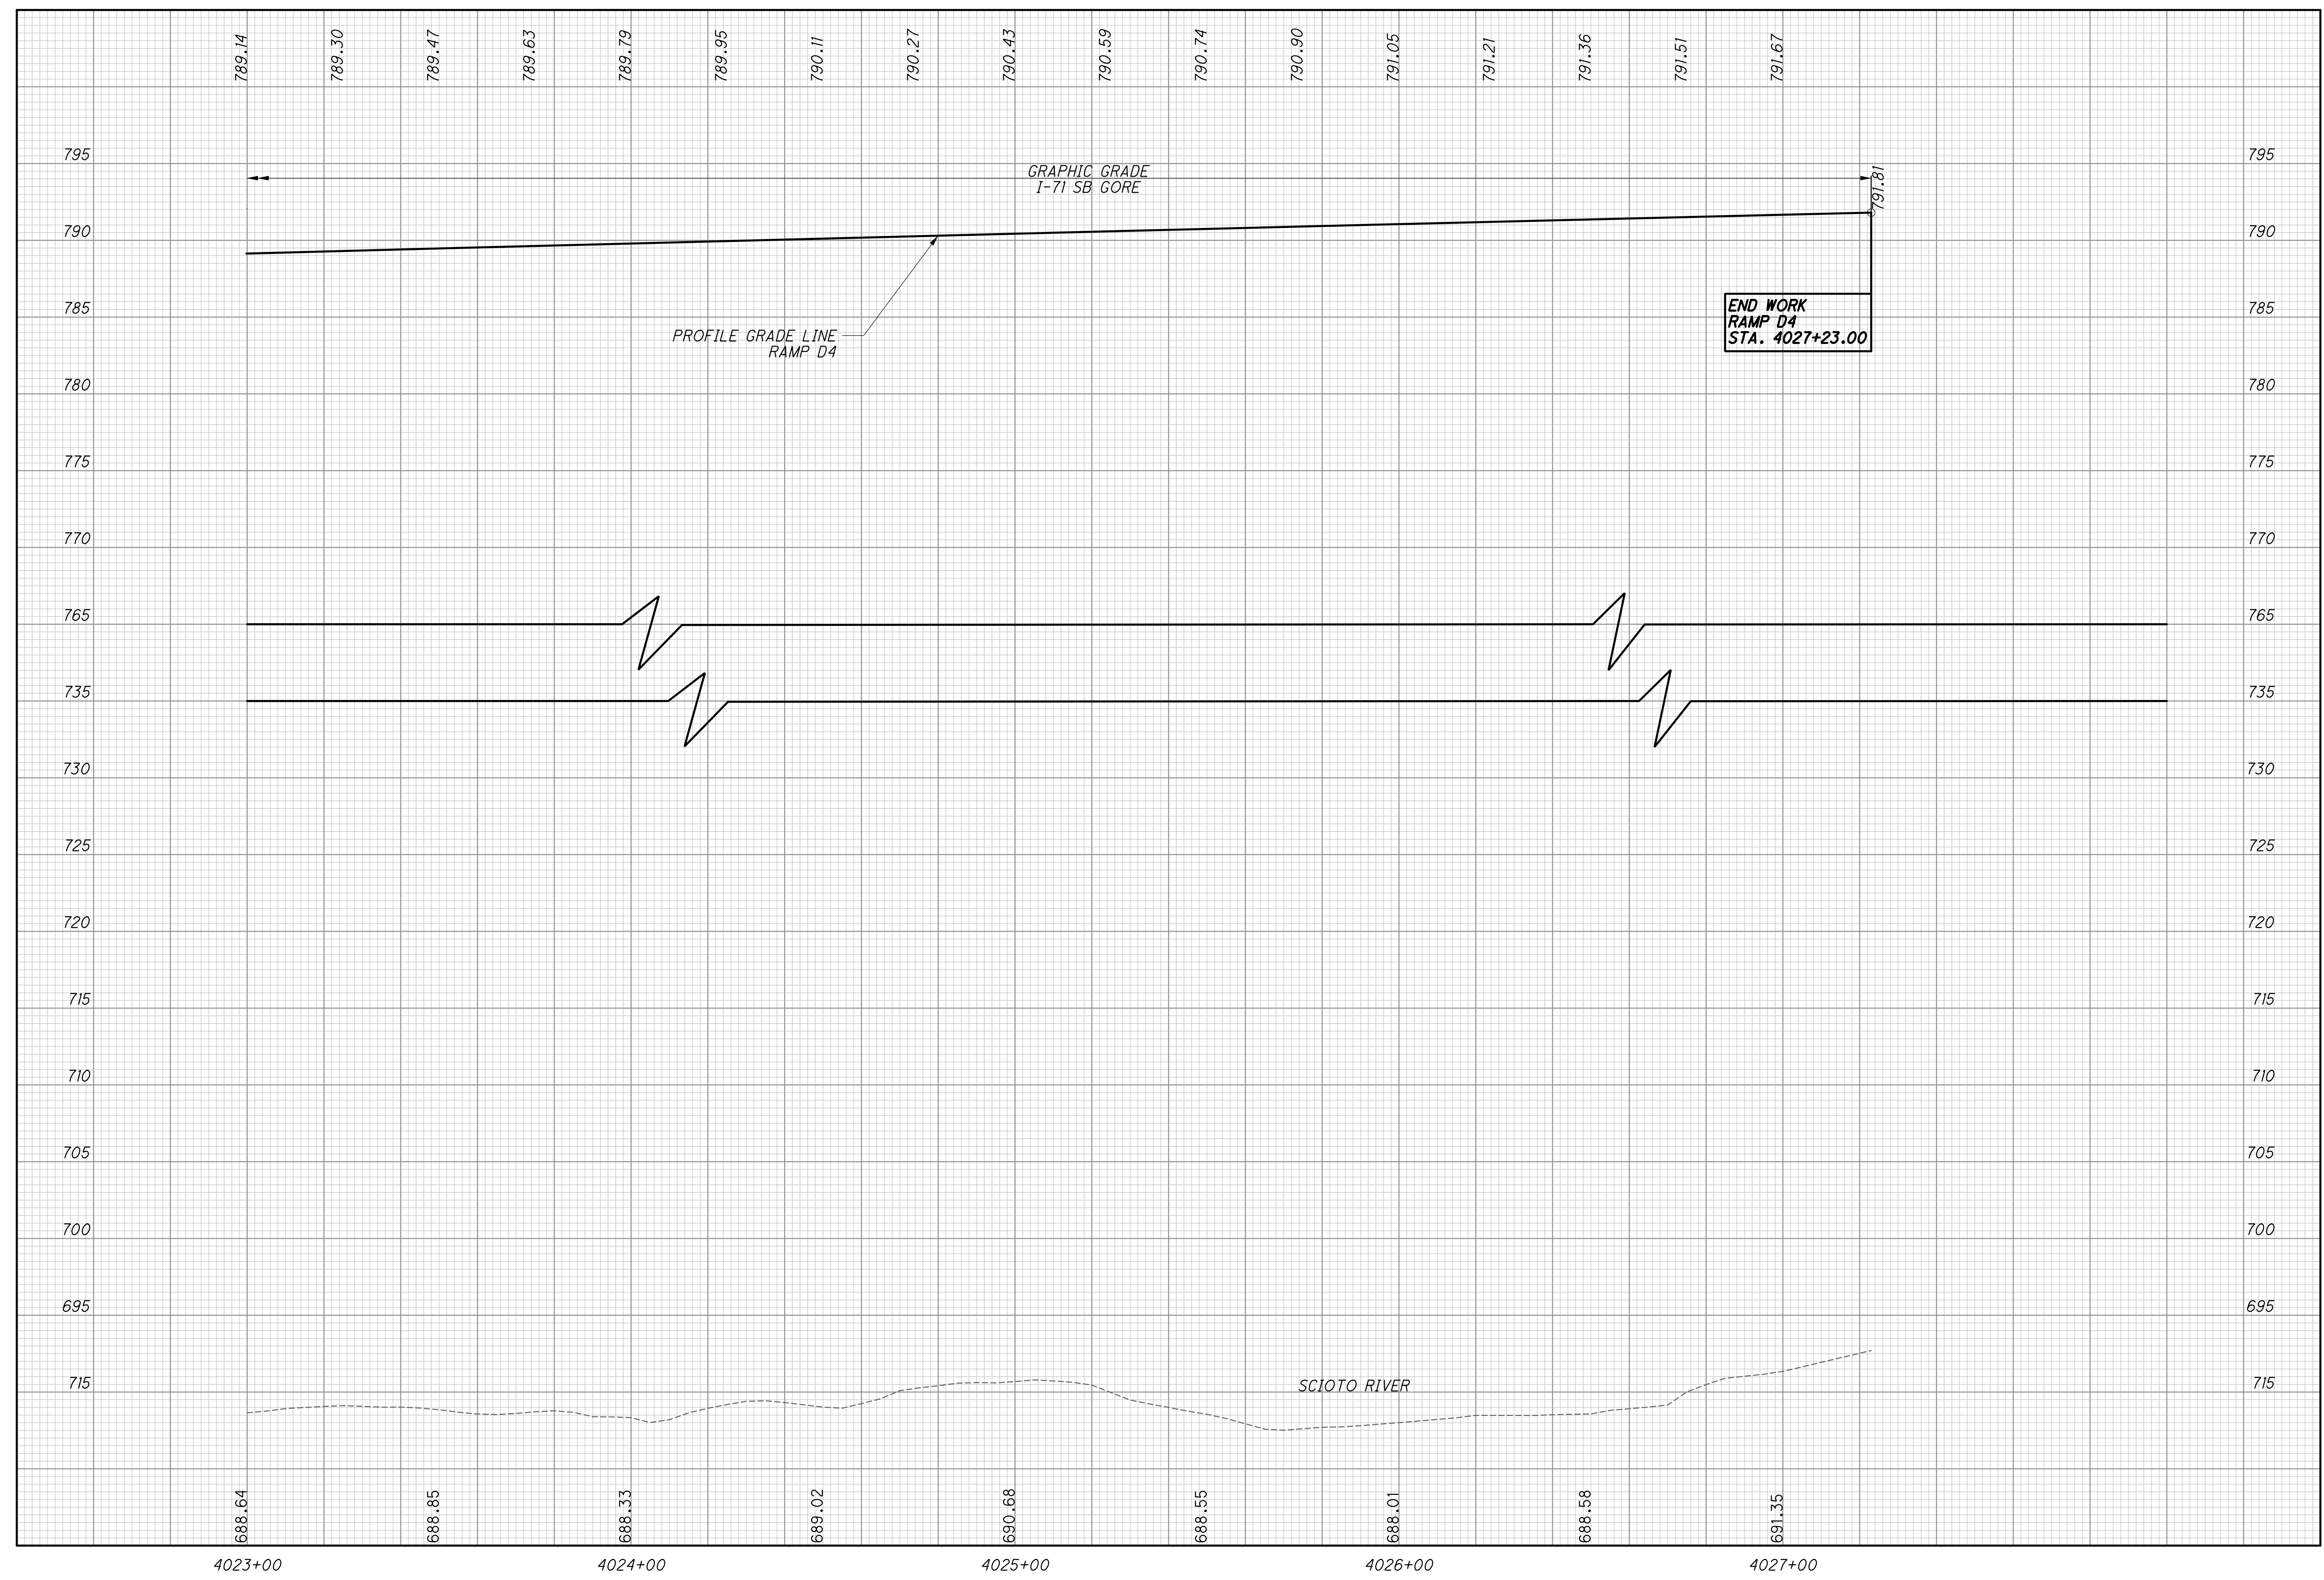 789.14 789.30 789.47 789.63 789.79 789.95 790.11 790.27 790.43 790.59 790.74 790.90 791.05 791.21 791.36 791.51 791.67
795 795
GRAPHIC GRADE
I-71 SB GORE
791.81
790 790
785 785
END WORK
RAMP D4
STA. 4027+23.00
PROFILE GRADE LINE
RAMP D4
780 780
775 775
770 770
765 765
735 735
730 730
725 725
720 720
715 715
710 710
705 705
700 700
695 695
715 715
SCIOTO RIVER
688.64 688.85 688.33 689.02 690.68 688.55 688.01 688.58 691.35
4023+00 4024+00 4025+00 4026+00 4027+00